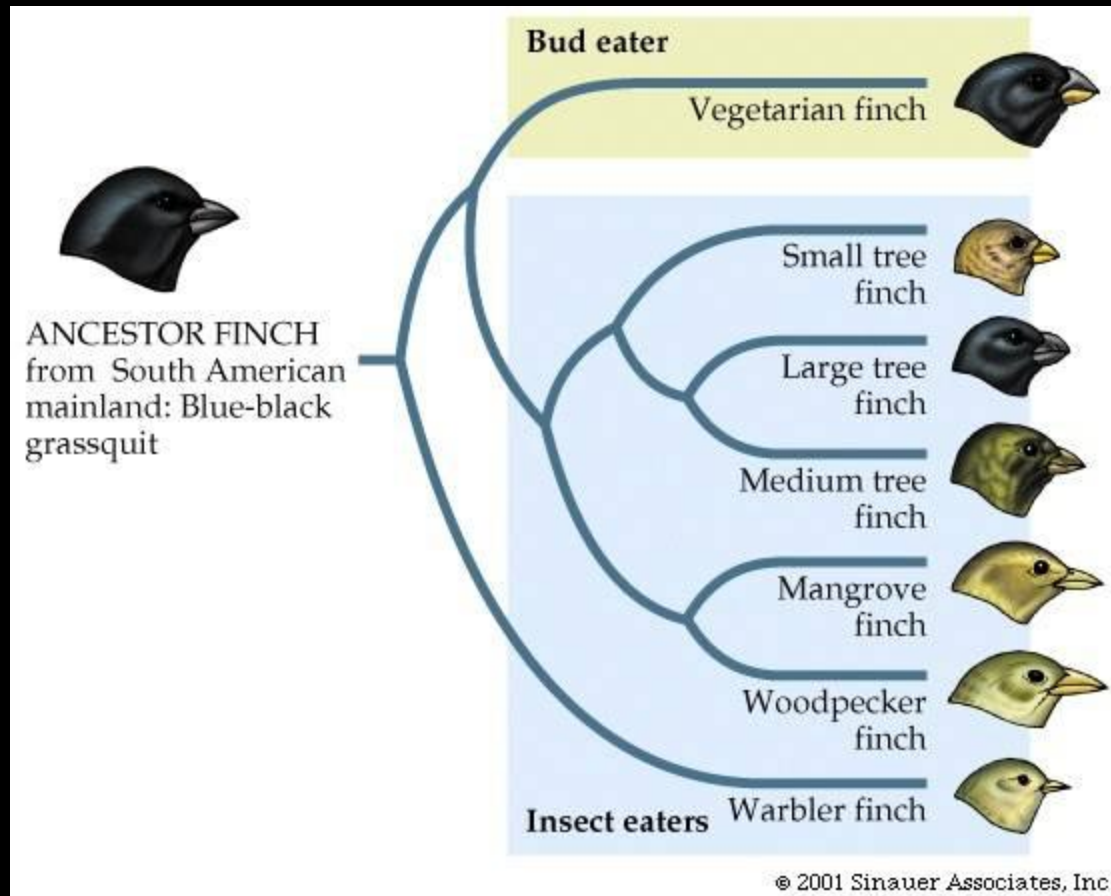 Bud eater
Vegetarian finch
ANCESTOR FINCH
from South American
mainland: Blue-black
grassquit
Small tree
finch
Large tree
finch
Medium tree
finch
Mangrove
finch
Woodpecker
finch
Warbler finch
Insect eaters
© 2001 Sinauer Associates, Inc